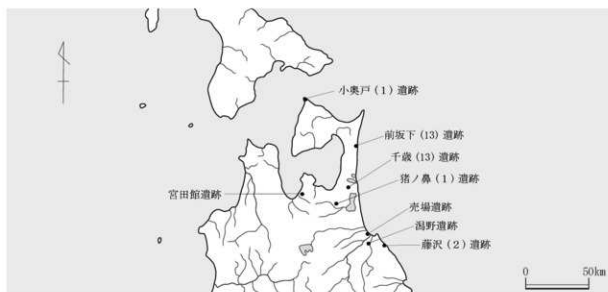 小奥戸(1)遺跡
前坂下(13)遺跡
千歳(13)遺跡
猪ノ鼻(1)遺跡
宮田館遺跡
売場遺跡
潟野遺跡
藤沢(2)遺跡
0 50km